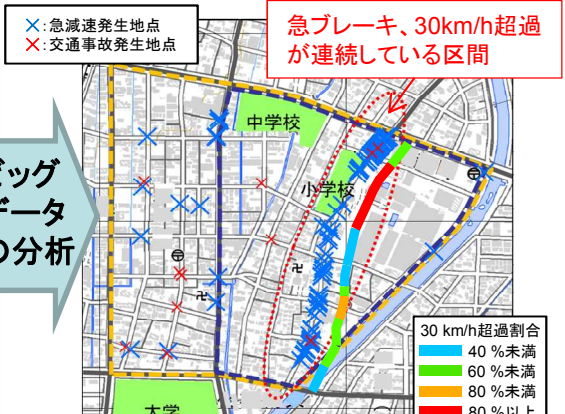 ×:急減速発生地点
×:交通事故発生地点
急ブレーキ、30km/h超過
が連続している区間
中学校
小学校
ビッグ
データ
の分析
卍
卍
30 km/h超過割合
40 %未満
60 %未満
80 %未満
80 %以上
大学